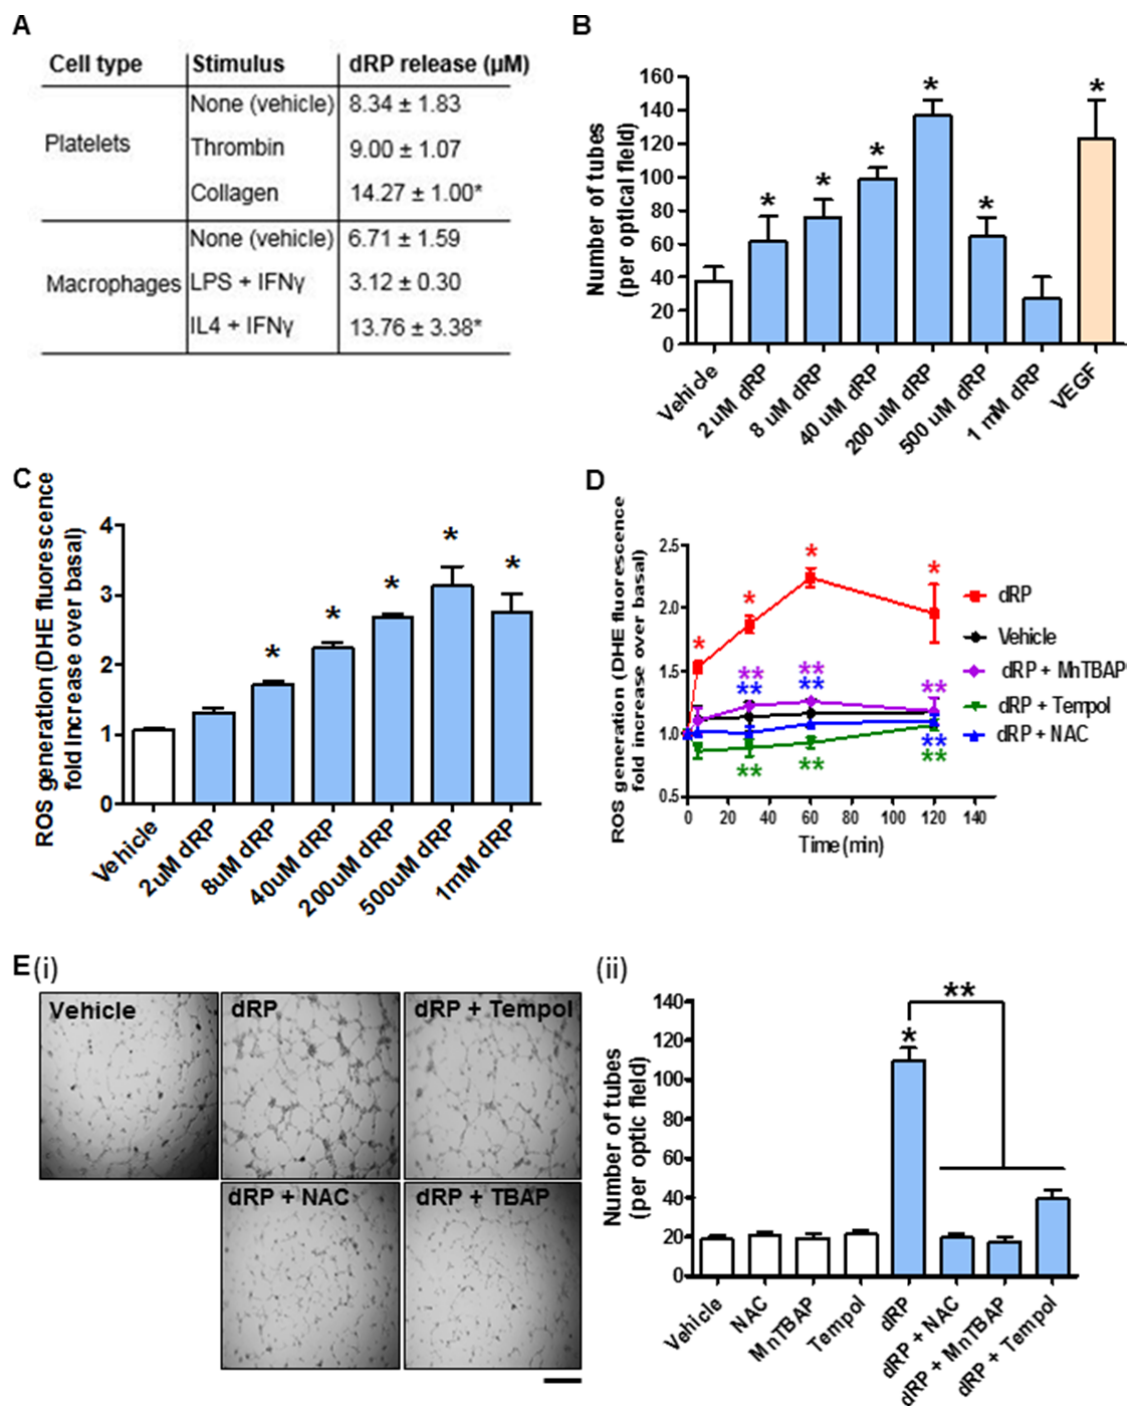 A
Cell type Stimulus dRP release (µM)
Platelets
None (vehicle) 8.34 ± 1.83
Thrombin 9.00 ± 1.07
Collagen 14.27 ± 1.00*
Macrophages
None (vehicle) 6.71 ± 1.59
LPS + IFNγ 3.12 ± 0.30
IL4 + IFNγ 13.76 ± 3.38*
B
Number of tubes
(per optical field)
160
140
120
100
80
60
40
20
0
* * * * * *
Vehicle
2 uM dRP
8 uM dRP
40 uM dRP
200 uM dRP
500 uM dRP
1 mM dRP
VEGF
C
ROS generation (DHE fluorescence
fold increase over basal)
4
3
2
1
0
* * * * *
Vehicle
2uM dRP
8uM dRP
40uM dRP
200uM dRP
500uM dRP
1mM dRP
D
ROS generation (DHE fluorescence
fold increase over basal)
2.5
2.0
1.5
1.0
0.5
* * * *
** ** **
** ** **
** ** **
0 20 40 60 80 100 120 140
Time (min)
dRP
Vehicle
dRP + MnTBAP
dRP + Tempol
dRP + NAC
E (i)
Vehicle
dRP
dRP + Tempol
dRP + NAC
dRP + TBAP
(ii)
Number of tubes
(per optic field)
140
120
100
80
60
40
20
0
**
*
Vehicle
NAC
MnTBAP
Tempol
dRP
dRP + NAC
dRP + MnTBAP
dRP + Tempol